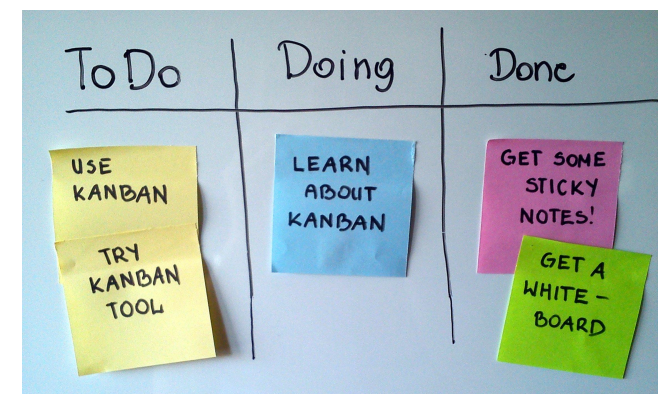 To Do
Doing
Done
USE
KANBAN
TRY
KANBAN
TOOL
LEARN
ABOUT
KANBAN
GET SOME
STICKY
NOTES!
GET A
WHITE-
BOARD